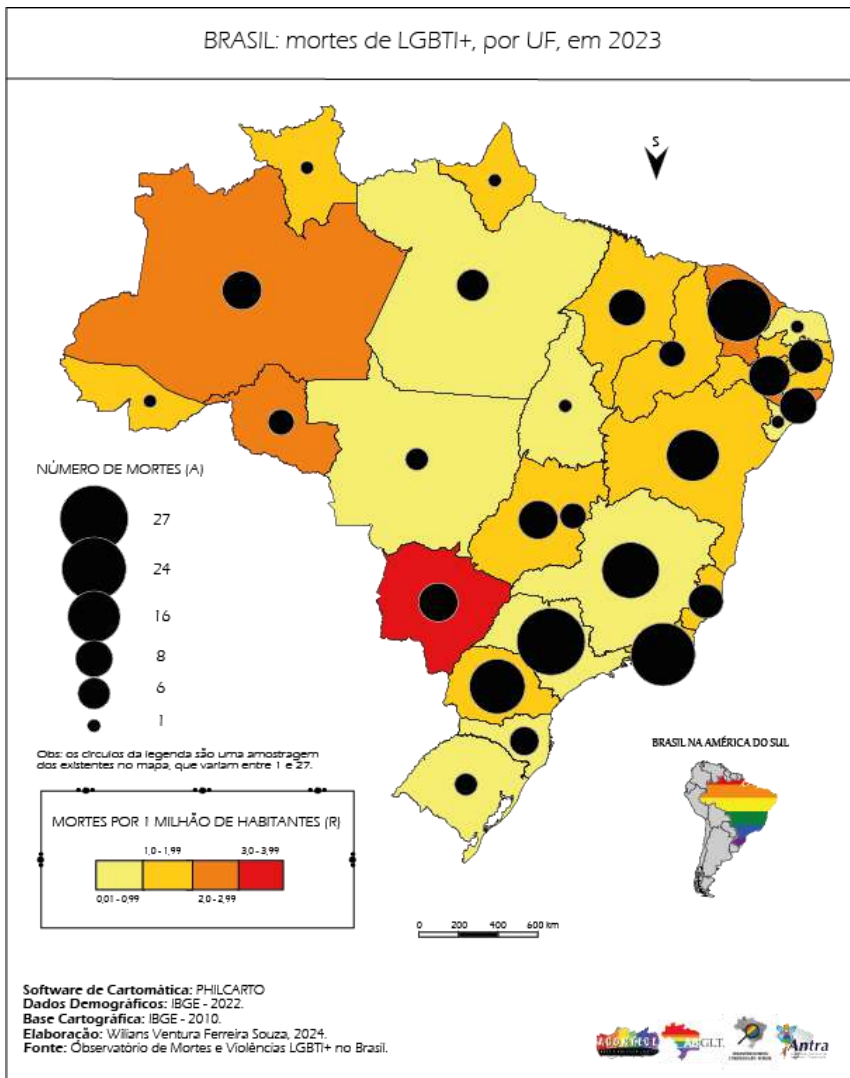 BRASIL: mortes de LGBTI+, por UF, em 2023
S
NÚMERO DE MORTES (A)
27
24
16
8
6
1
Obs: os círculos da legenda são uma amostragem
dos existentes no mapa, que variam entre 1 e 27.
BRASIL NA AMÉRICA DO SUL
MORTES POR 1 MILHÃO DE HABITANTES (R)
1,0 - 1,99 3,0 - 3,99
0,01 - 0,99 2,0 - 2,99
0 200 400 600 km
Software de Cartomática: PHILCARTO
Dados Demográficos: IBGE - 2022.
Base Cartográfica: IBGE - 2010.
Elaboração: Wilians Ventura Ferreira Souza, 2024.
Fonte: Observatório de Mortes e Violências LGBTI+ no Brasil.
Antra